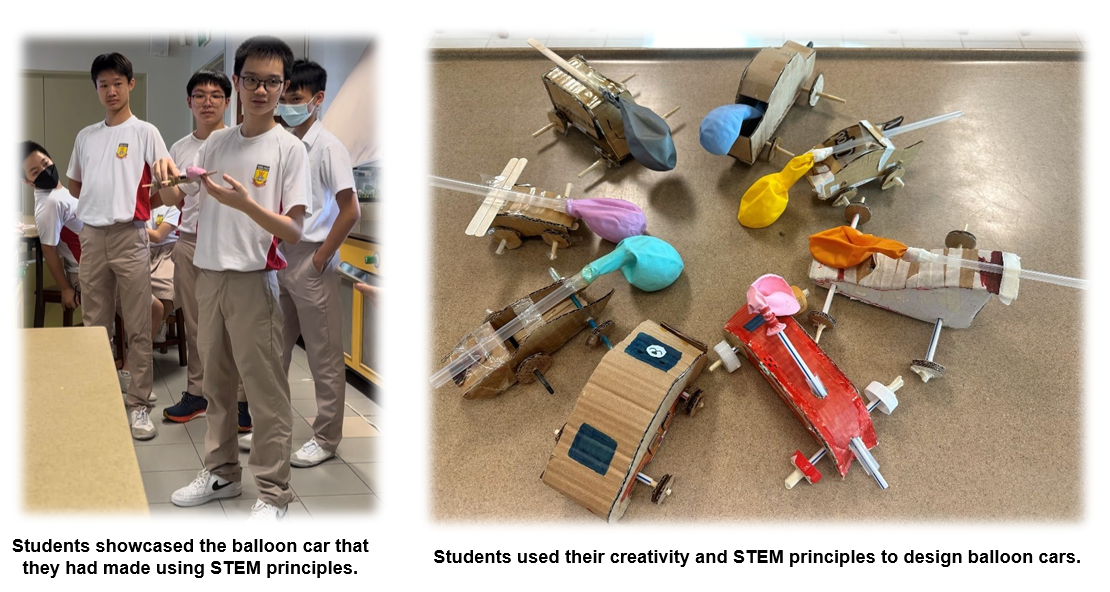 Students showcased the balloon car that
they had made using STEM principles.
Students used their creativity and STEM principles to design balloon cars.